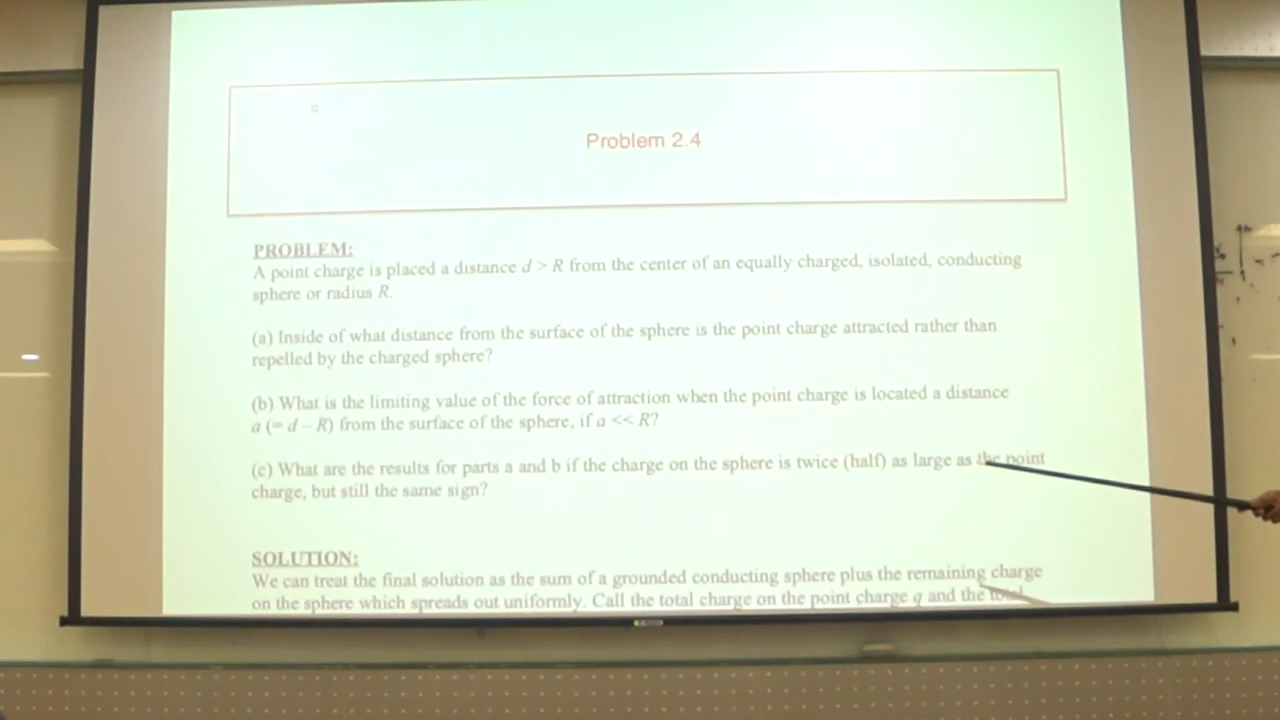 Problem 2.4
PROBLEM:
A point charge is placed a distance d > R from the center of an equally charged, isolated, conducting
sphere or radius R.
(a) Inside of what distance from the surface of the sphere is the point charge attracted rather than
repelled by the charged sphere?
(b) What is the limiting value of the force of attraction when the point charge is located a distance
a (= d – R) from the surface of the sphere, if a << R?
(c) What are the results for parts a and b if the charge on the sphere is twice (half) as large as the point
charge, but still the same sign?
SOLUTION:
We can treat the final solution as the sum of a grounded conducting sphere plus the remaining charge
on the sphere which spreads out uniformly. Call the total charge on the point charge q and the total